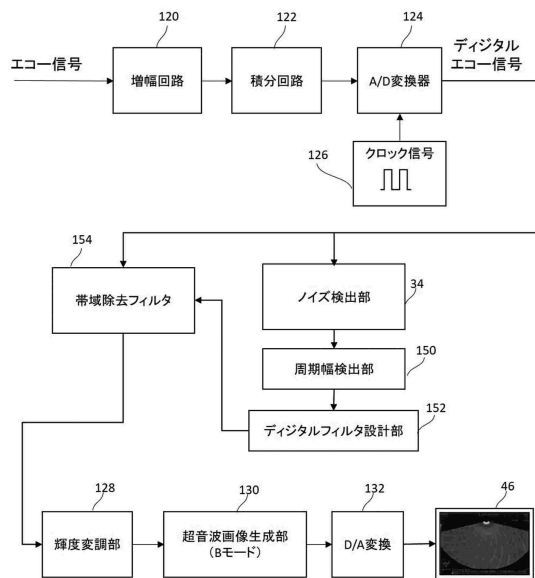 120
122
124
エコー信号
増幅回路
積分回路
A/D変換器
ディジタル
エコー信号
126
クロック信号
154
帯域除去フィルタ
ノイズ検出部
34
周期幅検出部
150
ディジタルフィルタ設計部
152
128
130
132
46
輝度変調部
超音波画像生成部
(Bモード)
D/A変換